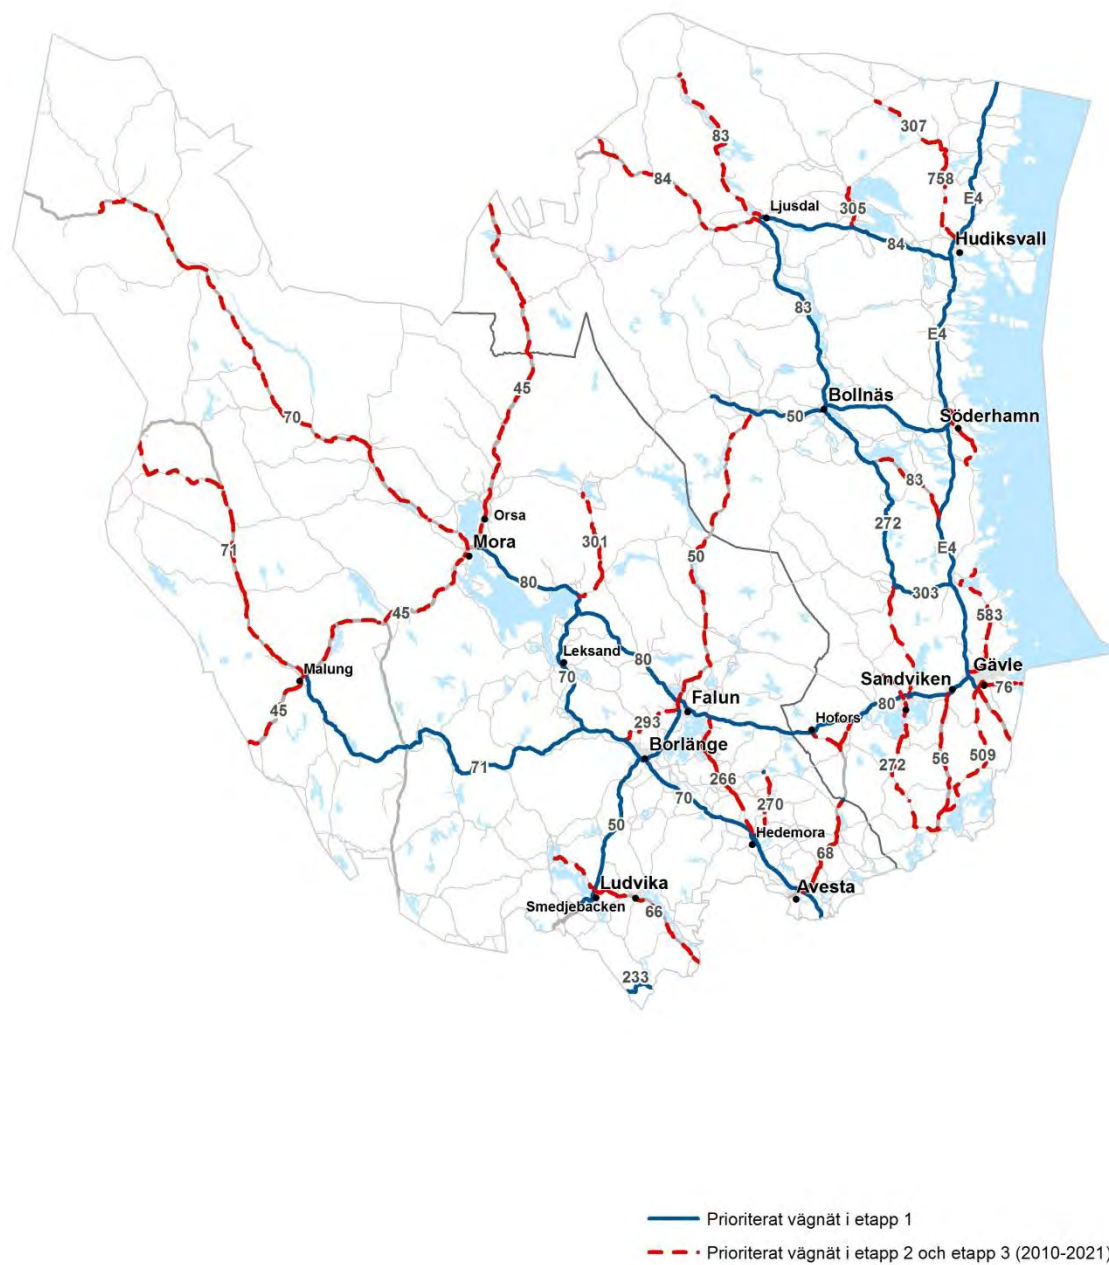 307
83
84
758
E4
305
Ljusdal
84
Hudiksvall
83
E4
45
Bollnäs
50
Söderhamn
70
83
Orsa
272
Mora
301
71
50
E4
80
303
45
583
Leksand
80
Gävle
Malung
70
Sandviken
76
Falun
80
45
293
Hofors
Borlänge
56
509
71
272
266
70
270
50
Hedemora
68
Ludvika
Avesta
Smedjebacken
66
233
Prioriterat vägnät i etapp 1
Prioriterat vägnät i etapp 2 och etapp 3 (2010-2021)